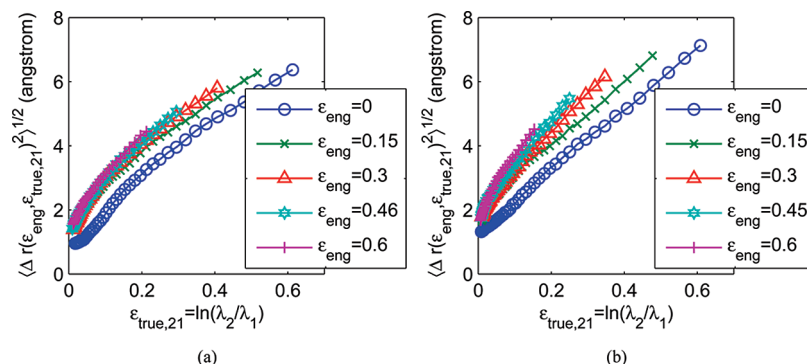 8
6
4
2
0
0
0.2
0.4
0.6
⟨Δ r(ε_eng,ε_true,21)²⟩^1/2 (angstrom)
ε_true,21=ln(λ_2/λ_1)
ε_eng=0
ε_eng=0.15
ε_eng=0.3
ε_eng=0.46
ε_eng=0.6
(a)
8
6
4
2
0
0
0.2
0.4
0.6
⟨Δ r(ε_eng,ε_true,21)²⟩^1/2 (angstrom)
ε_true,21=ln(λ_2/λ_1)
ε_eng=0
ε_eng=0.15
ε_eng=0.3
ε_eng=0.45
ε_eng=0.6
(b)